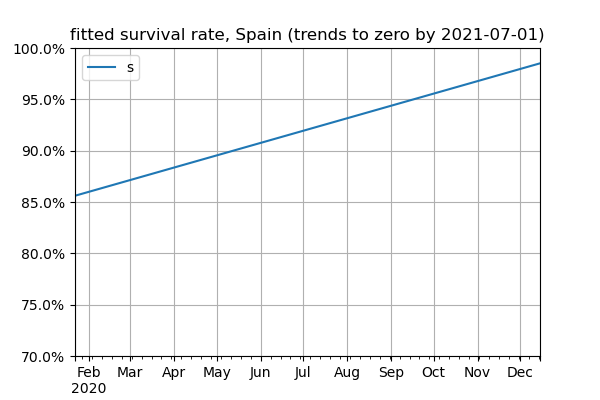 fitted survival rate, Spain (trends to zero by 2021-07-01)
100.0%
s
95.0%
90.0%
85.0%
80.0%
75.0%
70.0%
Feb Mar Apr May Jun Jul Aug Sep Oct Nov Dec
2020